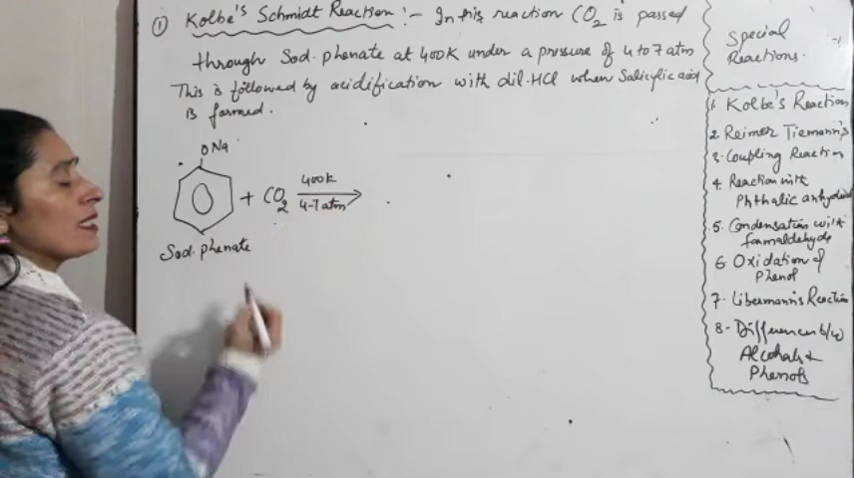 ① Kolbe's Schmidt Reaction :- In this reaction CO2 is passed
through Sod. phenate at 400K under a pressure of 4 to 7 atm
This is followed by acidification with dil. HCl when Salicylic acid
is formed.
ONa
+ CO2 400K
4-7 atm
Sod. phenate
Special
Reactions.
1. Kolbe's Reaction
2. Reimer Tiemann's
3. Coupling Reaction
4. Reaction with
Phthalic anhydride
5. Condensation with
formaldehyde
6 Oxidation of
Phenol
7. Libermann's Reaction
8- Difference b/w
Alcohols &
Phenols